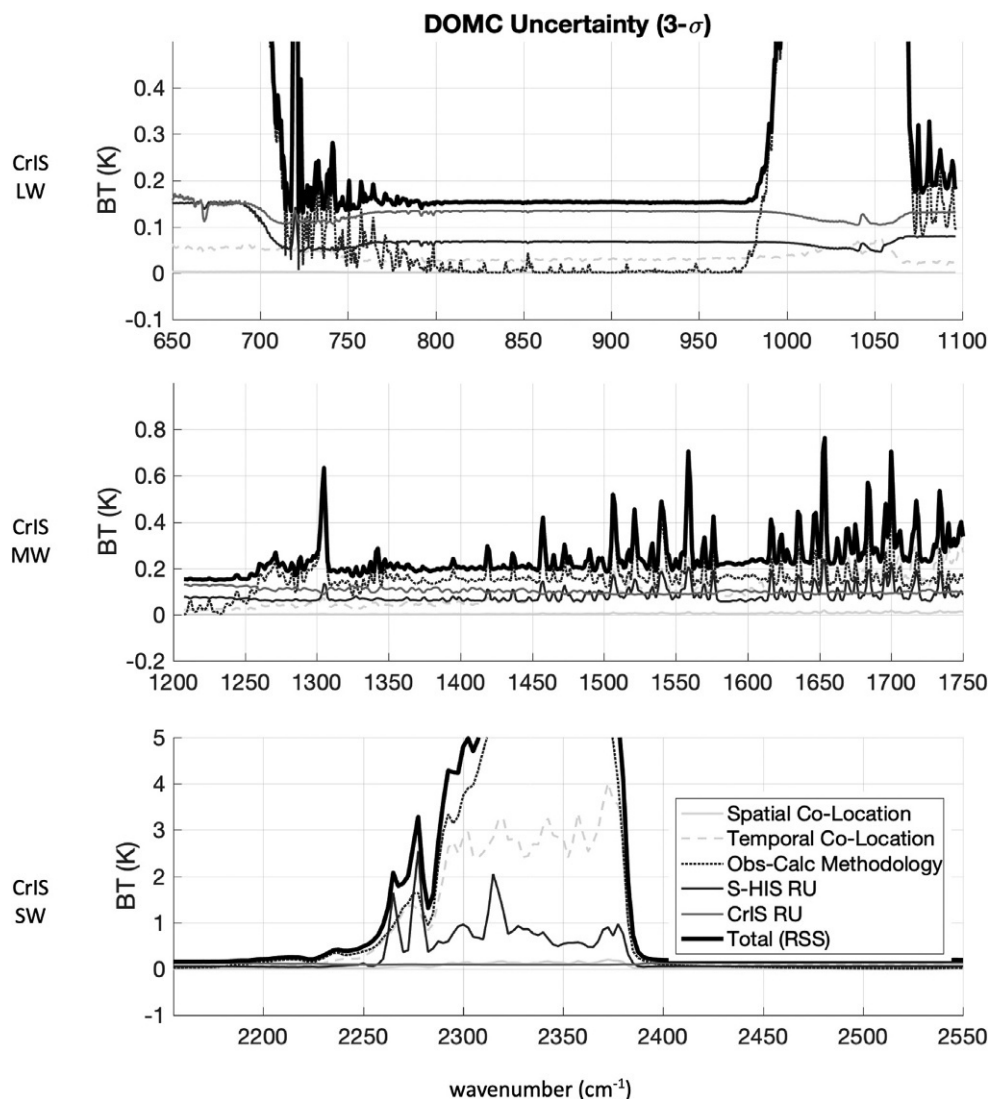 DOMC Uncertainty (3-σ)
CrIS
LW
BT (K)
0.4
0.3
0.2
0.1
0
-0.1
650 700 750 800 850 900 950 1000 1050 1100
CrIS
MW
BT (K)
0.8
0.6
0.4
0.2
0
-0.2
1200 1250 1300 1350 1400 1450 1500 1550 1600 1650 1700 1750
CrIS
SW
BT (K)
5
4
3
2
1
0
-1
Spatial Co-Location
Temporal Co-Location
Obs-Calc Methodology
S-HIS RU
CrIS RU
Total (RSS)
2200 2250 2300 2350 2400 2450 2500 2550
wavenumber (cm⁻¹)